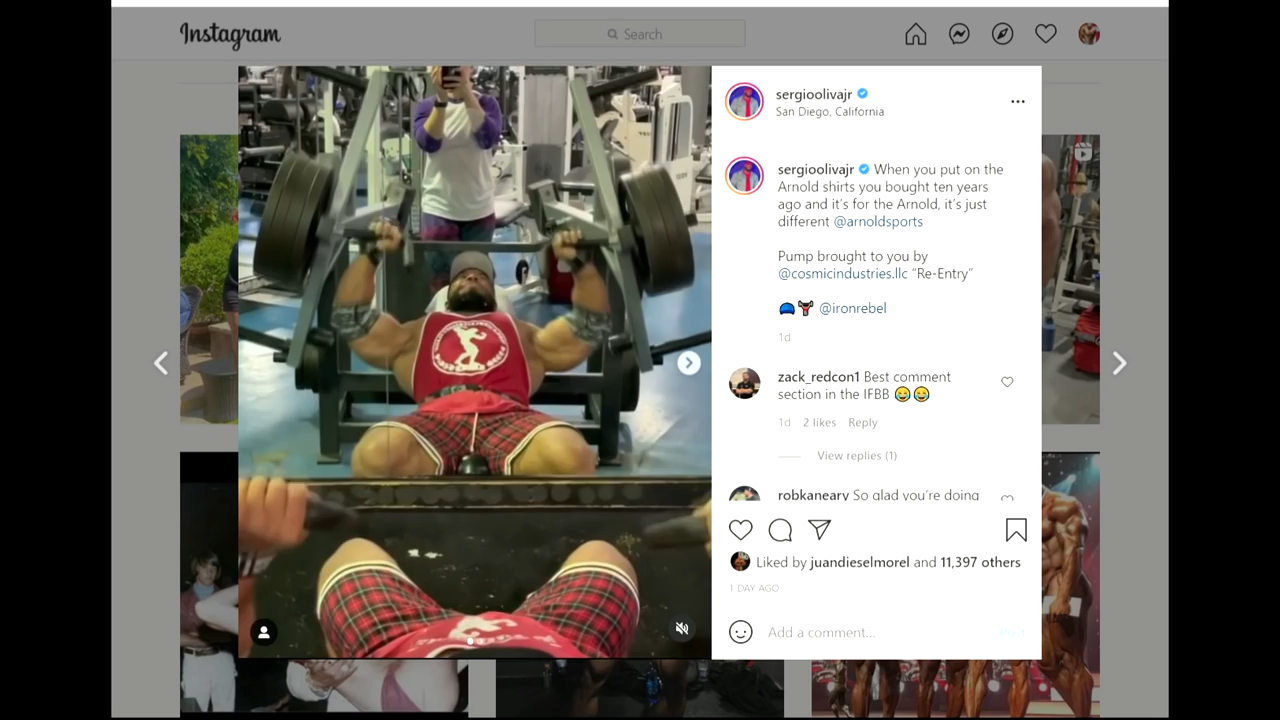 Instagram
Search
sergioolivajr
San Diego, California
sergioolivajr When you put on the
Arnold shirts you bought ten years
ago and it's for the Arnold, it's just
different @arnoldsports
Pump brought to you by
@cosmicindustries.llc "Re-Entry"
@ironrebel
1d
zack_redcon1 Best comment
section in the IFBB 😂😂
1d 2 likes Reply
View replies (1)
robkaneary So glad you're doing
Liked by juandieselmorel and 11,397 others
1 DAY AGO
Add a comment...